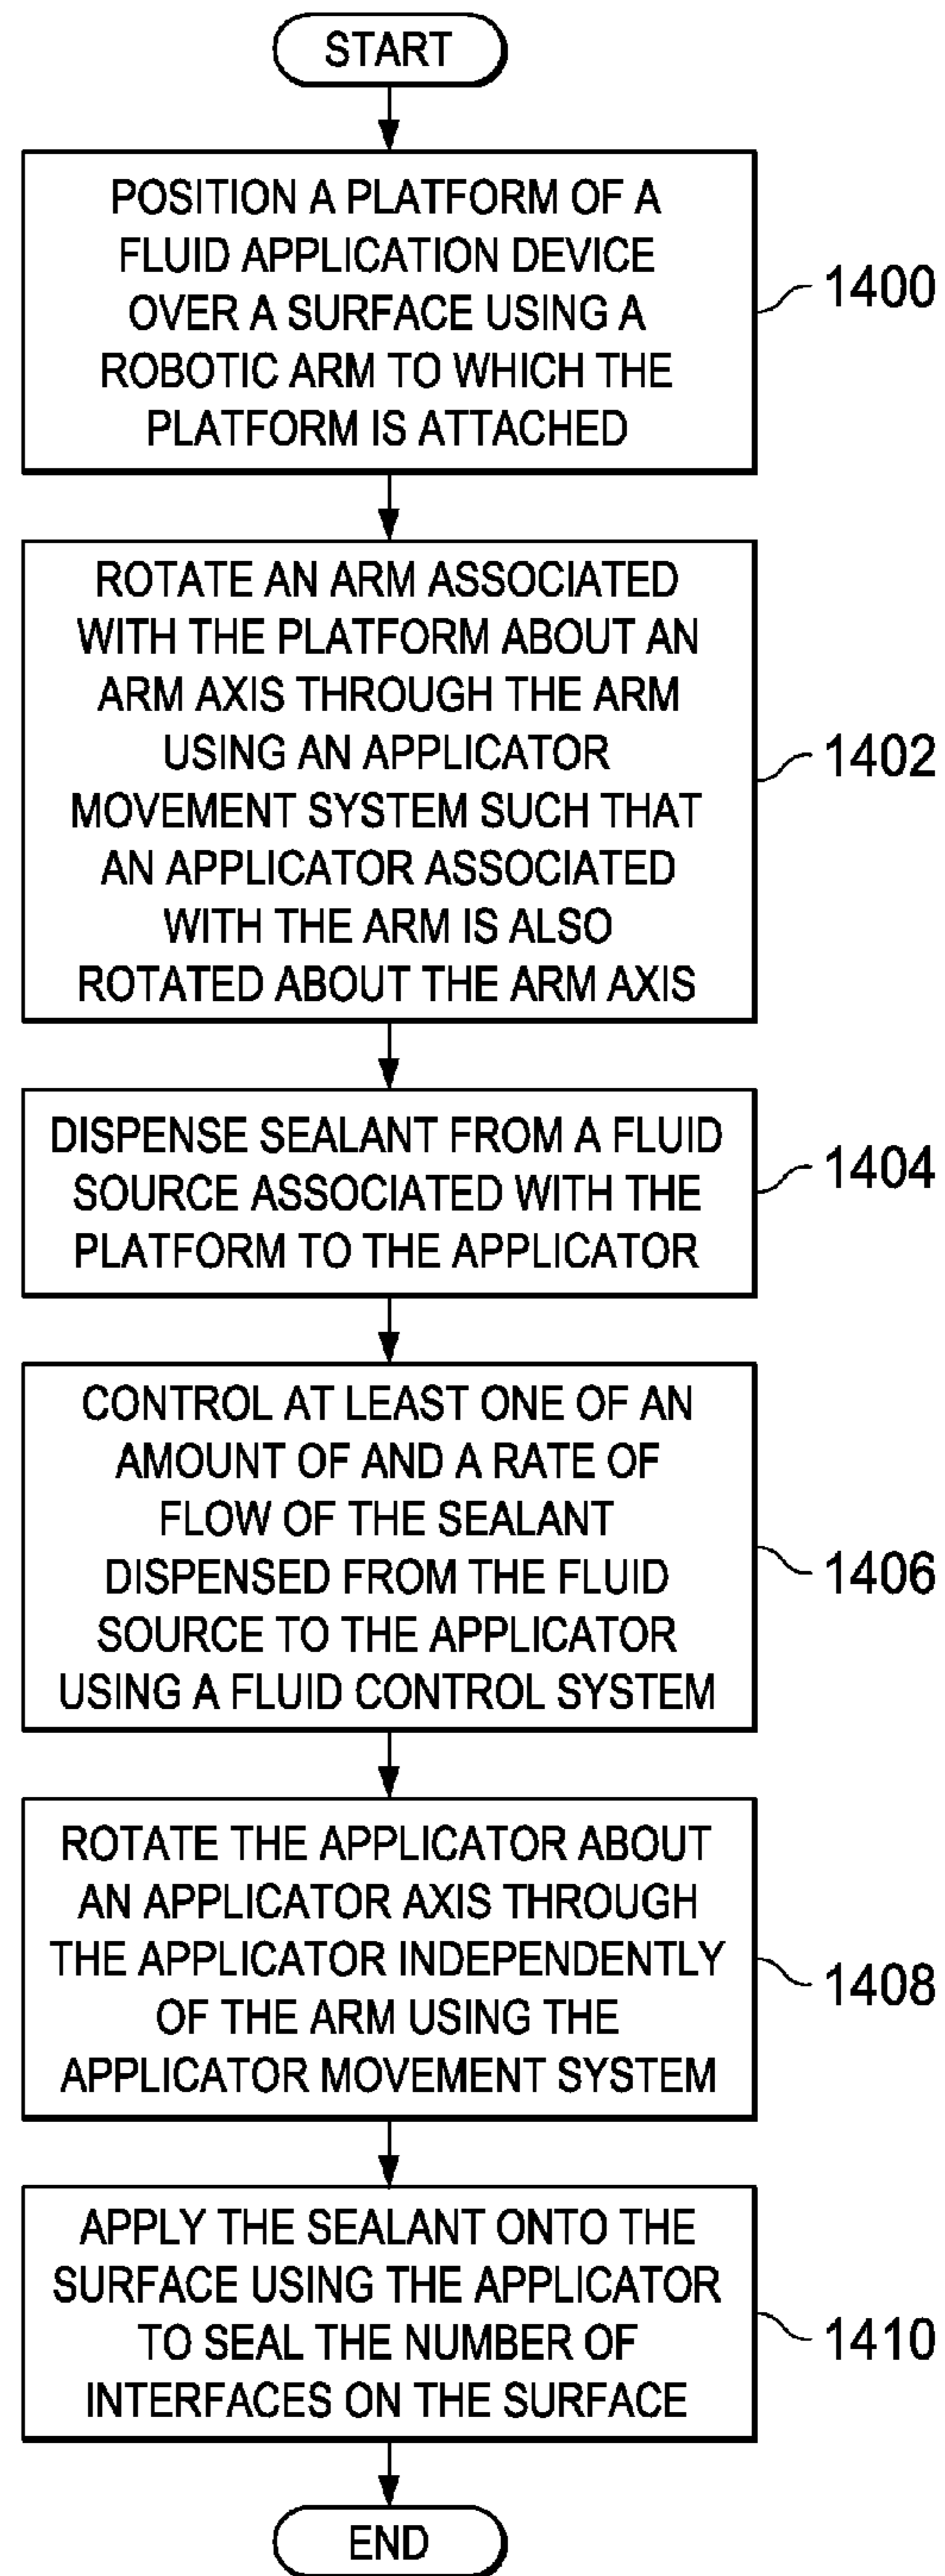 START
POSITION A PLATFORM OF A
FLUID APPLICATION DEVICE
OVER A SURFACE USING A
ROBOTIC ARM TO WHICH THE
PLATFORM IS ATTACHED
1400
ROTATE AN ARM ASSOCIATED
WITH THE PLATFORM ABOUT AN
ARM AXIS THROUGH THE ARM
USING AN APPLICATOR
MOVEMENT SYSTEM SUCH THAT
AN APPLICATOR ASSOCIATED
WITH THE ARM IS ALSO
ROTATED ABOUT THE ARM AXIS
1402
DISPENSE SEALANT FROM A FLUID
SOURCE ASSOCIATED WITH THE
PLATFORM TO THE APPLICATOR
1404
CONTROL AT LEAST ONE OF AN
AMOUNT OF AND A RATE OF
FLOW OF THE SEALANT
DISPENSED FROM THE FLUID
SOURCE TO THE APPLICATOR
USING A FLUID CONTROL SYSTEM
1406
ROTATE THE APPLICATOR ABOUT
AN APPLICATOR AXIS THROUGH
THE APPLICATOR INDEPENDENTLY
OF THE ARM USING THE
APPLICATOR MOVEMENT SYSTEM
1408
APPLY THE SEALANT ONTO THE
SURFACE USING THE APPLICATOR
TO SEAL THE NUMBER OF
INTERFACES ON THE SURFACE
1410
END